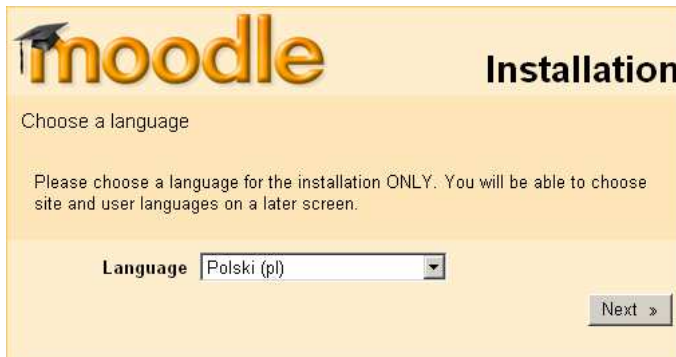 moodle
Installation
Choose a language
Please choose a language for the installation ONLY. You will be able to choose
site and user languages on a later screen.
Language Polski (pl)
Next »